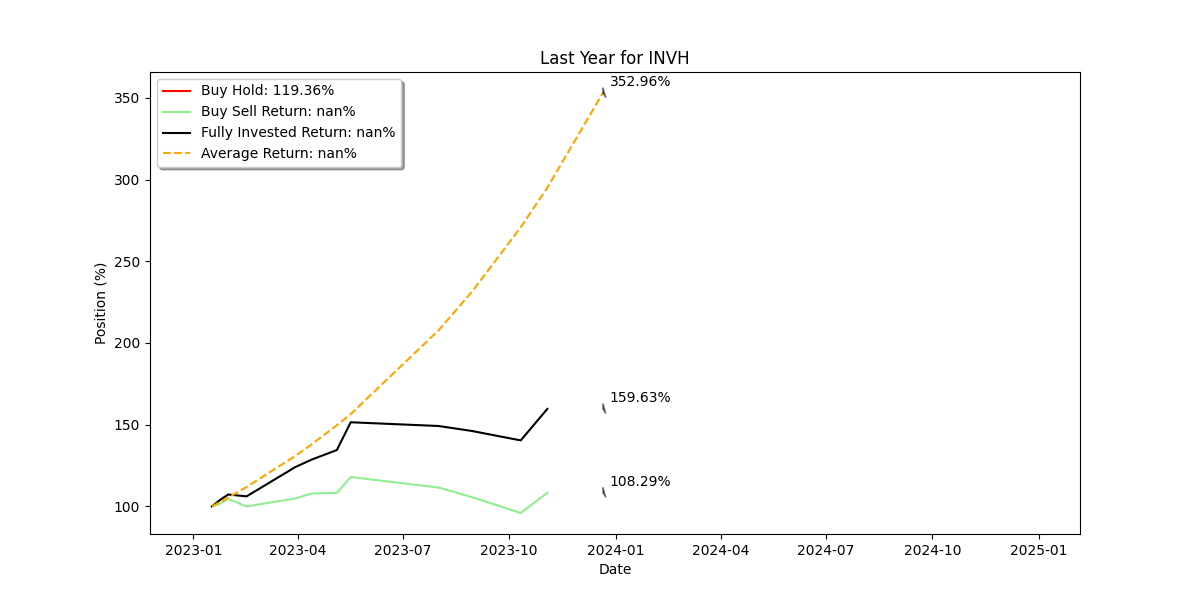 Last Year for INVH
Buy Hold: 119.36%
Buy Sell Return: nan%
Fully Invested Return: nan%
Average Return: nan%
352.96%
159.63%
108.29%
Position (%)
350
300
250
200
150
100
2023-01
2023-04
2023-07
2023-10
2024-01
2024-04
2024-07
2024-10
2025-01
Date